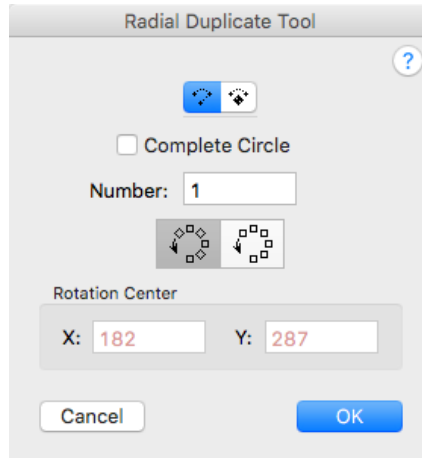 Radial Duplicate Tool
?
Complete Circle
Number: 1
Rotation Center
X: 182 Y: 287
Cancel OK